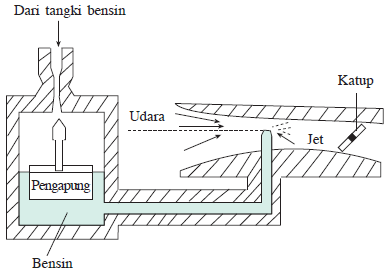 Dari tangki bensin
Katup
Udara
Jet
Pengapung
Bensin